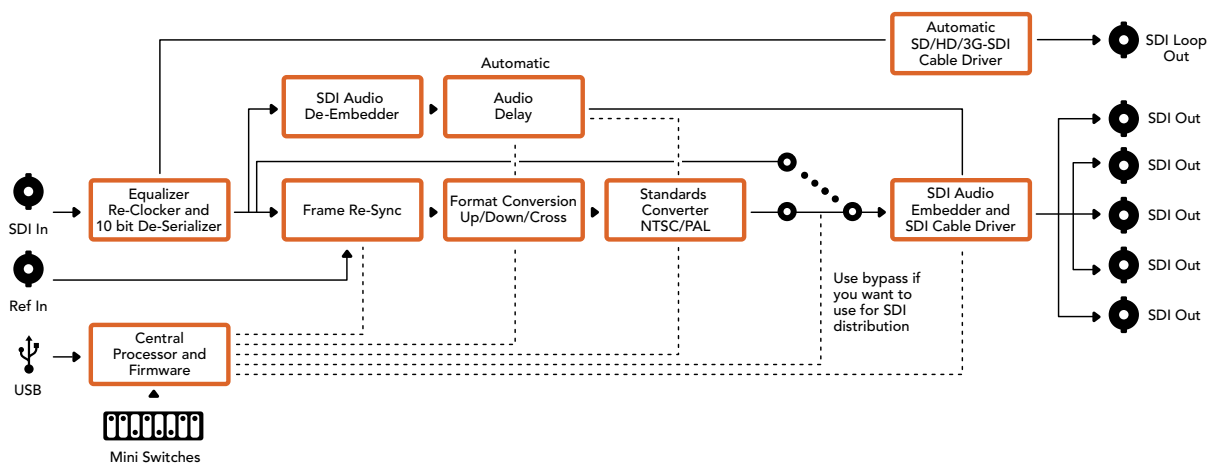 Automatic
SD/HD/3G-SDI
Cable Driver
SDI Loop
Out
Automatic
SDI Audio
De-Embedder
Audio
Delay
SDI Out
SDI Out
SDI Out
SDI Out
SDI Out
SDI In
Equalizer
Re-Clocker and
10 bit De-Serializer
Frame Re-Sync
Format Conversion
Up/Down/Cross
Standards
Converter
NTSC/PAL
SDI Audio
Embedder and
SDI Cable Driver
Ref In
Use bypass if
you want to
use for SDI
distribution
USB
Central
Processor and
Firmware
Mini Switches